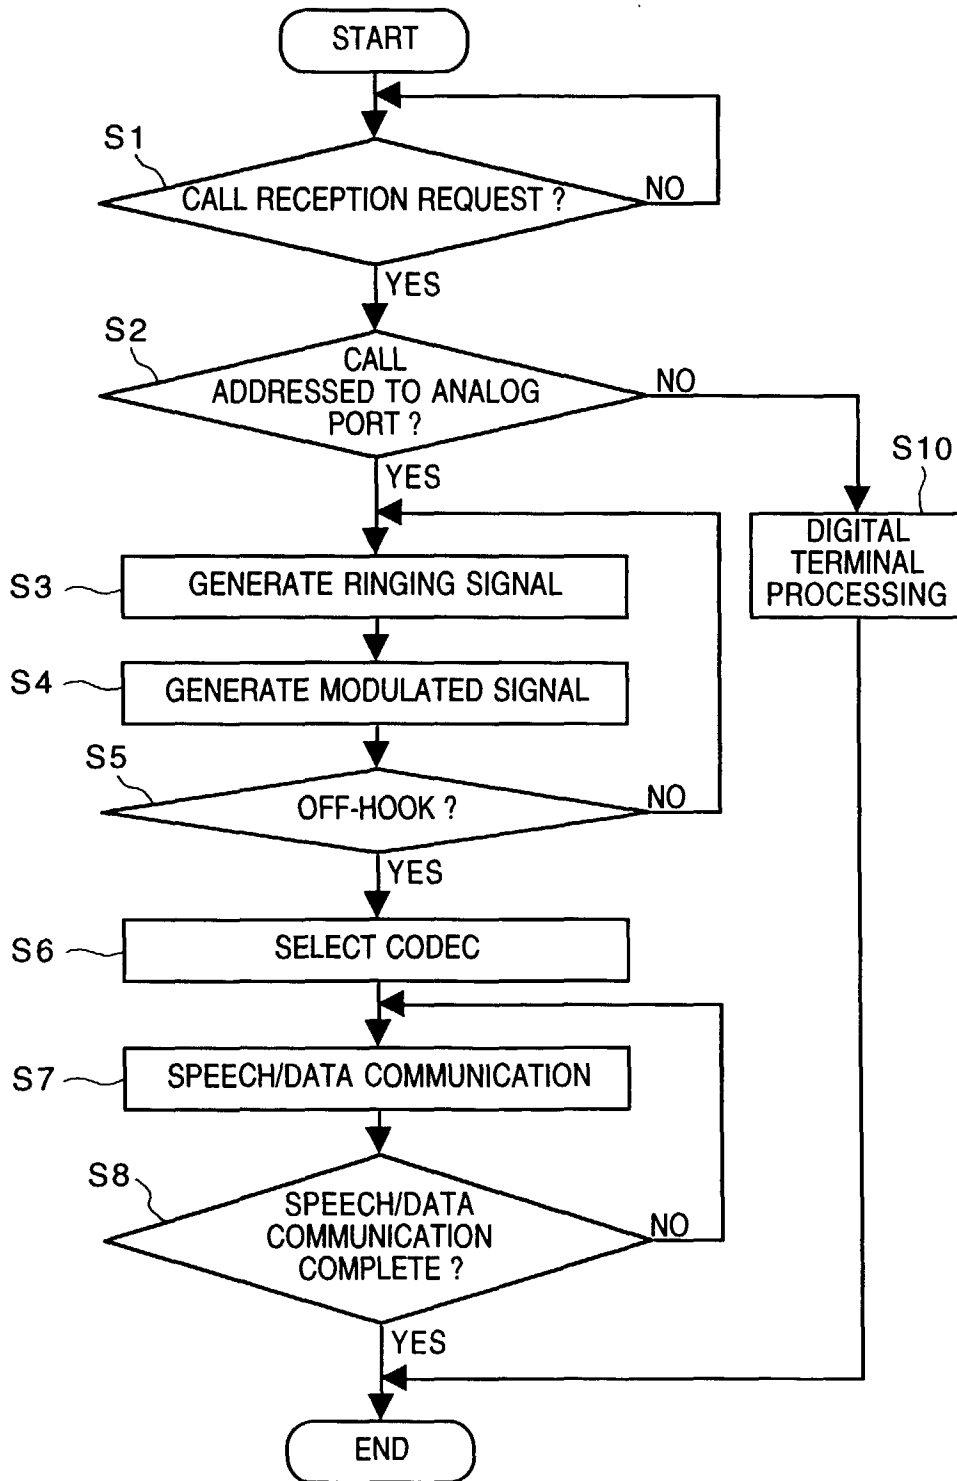 START
S1
CALL RECEPTION REQUEST ?
NO
YES
S2
CALL
ADDRESSED TO ANALOG
PORT ?
NO
YES
S10
DIGITAL
TERMINAL
PROCESSING
S3
GENERATE RINGING SIGNAL
S4
GENERATE MODULATED SIGNAL
S5
OFF-HOOK ?
NO
YES
S6
SELECT CODEC
S7
SPEECH/DATA COMMUNICATION
S8
SPEECH/DATA
COMMUNICATION
COMPLETE ?
NO
YES
END